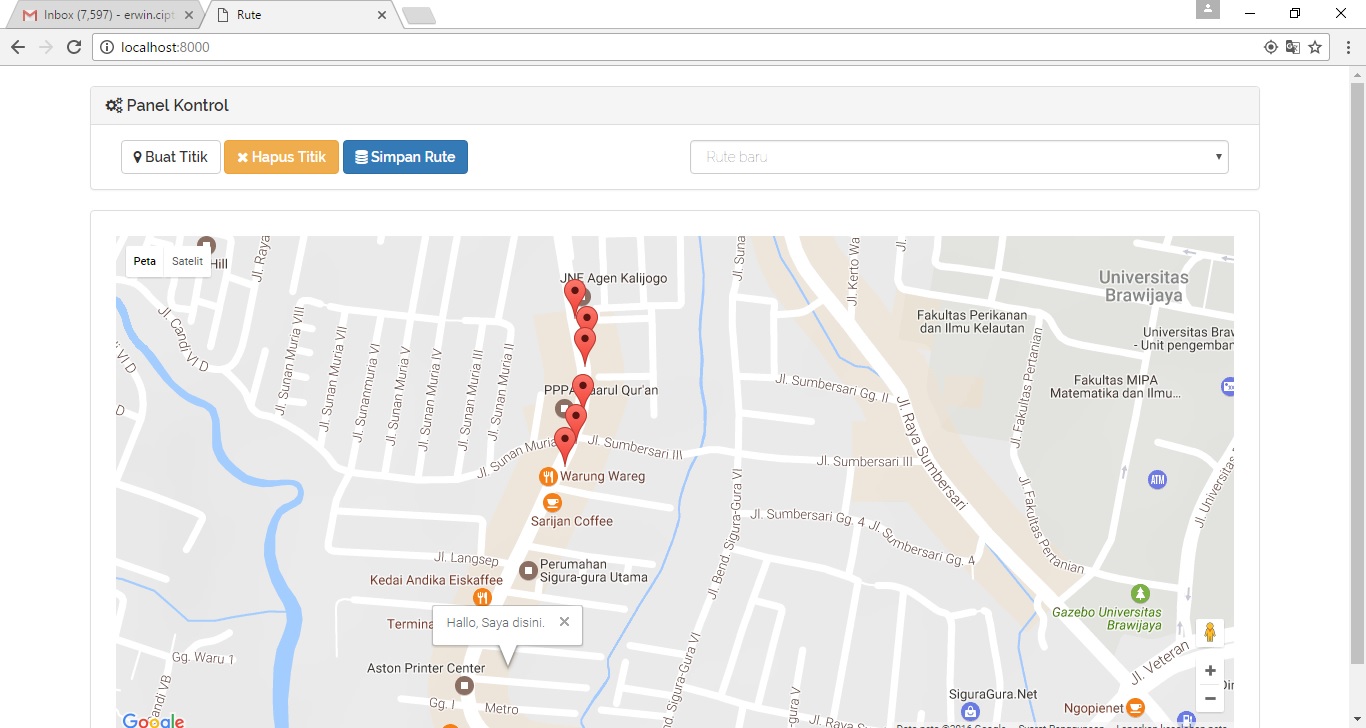 Inbox (7,597) - erwin.cipt
Rute
localhost:8000
Panel Kontrol
Buat Titik
Hapus Titik
Simpan Rute
Rute baru
Peta
Satelit
Hill
Jl. Raya
JNE Agen Kalijogo
Jl. Suna
Jl. Kerto Wa
Jl.
Universitas
Brawijaya
Jl. Candi VI D
VI D
Jl. Sunan Muria VIII
Jl. Sunan Muria VII
Jl. Sunanmuria VI
Jl. Sunan Muria V
Jl. Sunan Muria IV
Jl. Sunan Muria III
Jl. Sunan Muria II
Fakultas Perikanan
dan Ilmu Kelautan
Universitas Braw
- Unit pengemban
Jl. Fakultas Pertanian
Fakultas MIPA
Matematika dan Ilmu...
PPPA Daarul Qur'an
Jl. Sumbersari Gg. II
Jl. Raya Sumbersari
Jl. Sunan Muria
Jl. Sumbersari III
Jl. Sumbersari III
Warung Wareg
ATM
Jl. Universitas
Sarijan Coffee
Jl. Bend. Sigura-Gura VI
Jl. Sumbersari Gg. 4
Jl. Sumbersari Gg. 4
Jl. Fakultas Pertanian
Jl. Langsep
Perumahan
Sigura-gura Utama
Kedai Andika Eiskaffee
Gazebo Universitas
Brawijaya
Termina
Hallo, Saya disini.
Gg. Waru 1
Jl. Bend. Sigura-Gura VI
Jl. Veteran
Aston Printer Center
andi VB
Gg. I
Metro
SiguraGura.Net
Ngopienet
Google